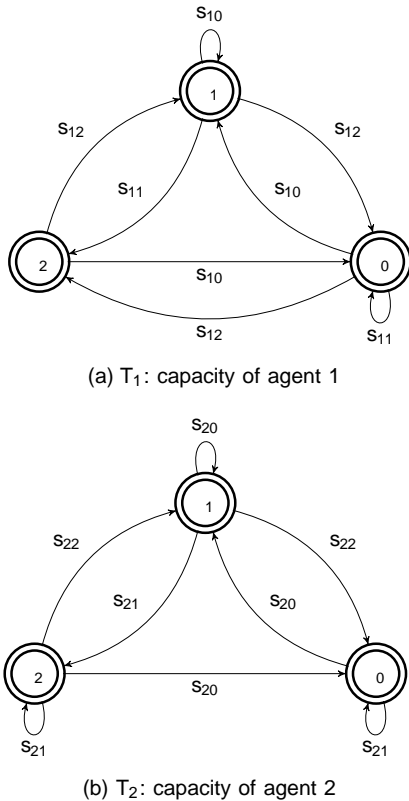 s₁₀
1
s₁₂ s₁₂
s₁₁ s₁₀
2 s₁₀ 0
s₁₂ s₁₁
(a) T₁: capacity of agent 1
s₂₀
1
s₂₂ s₂₂
s₂₁ s₂₀
2 0
s₂₀
s₂₁ s₂₁
(b) T₂: capacity of agent 2